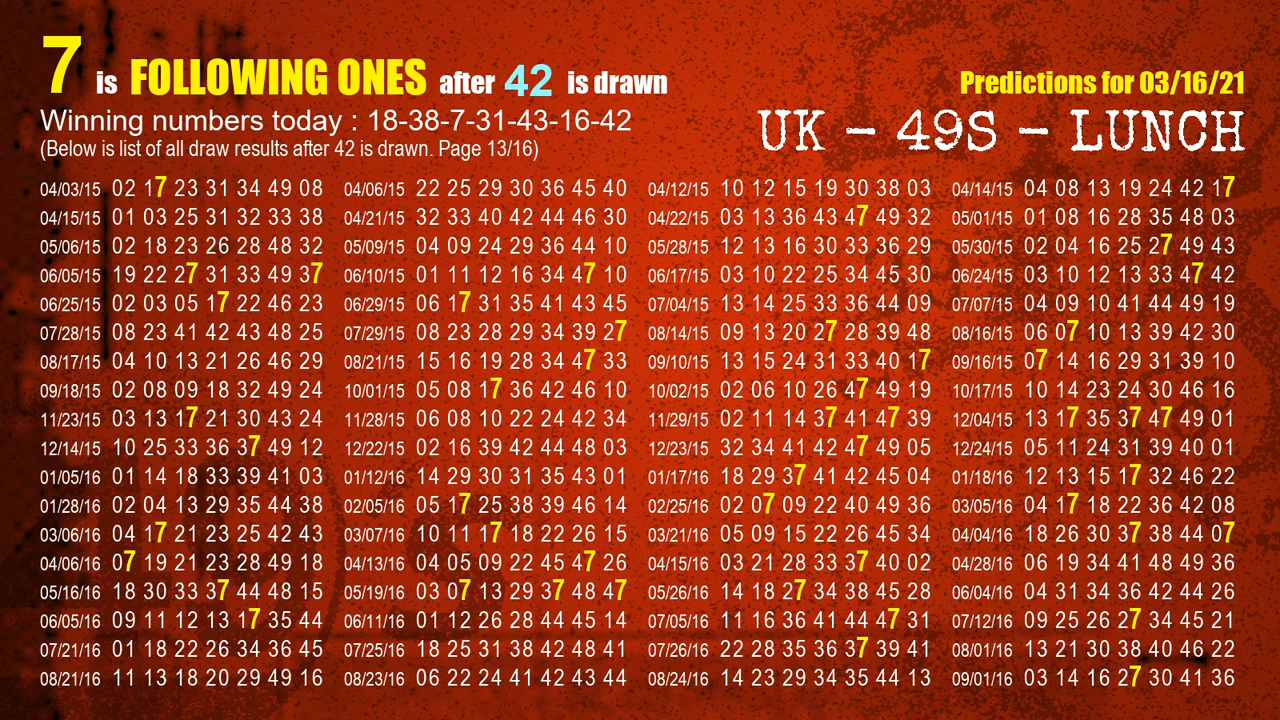 7 is FOLLOWING ONES after 42 is drawn
Predictions for 03/16/21
Winning numbers today : 18-38-7-31-43-16-42
UK - 49S - LUNCH
(Below is list of all draw results after 42 is drawn. Page 13/16)
04/03/15 02 17 23 31 34 49 08 04/06/15 22 25 29 30 36 45 40 04/12/15 10 12 15 19 30 38 03 04/14/15 04 08 13 19 24 42 17
04/15/15 01 03 25 31 32 33 38 04/21/15 32 33 40 42 44 46 30 04/22/15 03 13 36 43 47 49 32 05/01/15 01 08 16 28 35 48 03
05/06/15 02 18 23 26 28 48 32 05/09/15 04 09 24 29 36 44 10 05/28/15 12 13 16 30 33 36 29 05/30/15 02 04 16 25 27 49 43
06/05/15 19 22 27 31 33 49 37 06/10/15 01 11 12 16 34 47 10 06/17/15 03 10 22 25 34 45 30 06/24/15 03 10 12 13 33 47 42
06/25/15 02 03 05 17 22 46 23 06/29/15 06 17 31 35 41 43 45 07/04/15 13 14 25 33 36 44 09 07/07/15 04 09 10 41 44 49 19
07/28/15 08 23 41 42 43 48 25 07/29/15 08 23 28 29 34 39 27 08/14/15 09 13 20 27 28 39 48 08/16/15 06 07 10 13 39 42 30
08/17/15 04 10 13 21 26 46 29 08/21/15 15 16 19 28 34 47 33 09/10/15 13 15 24 31 33 40 17 09/16/15 07 14 16 29 31 39 10
09/18/15 02 08 09 18 32 49 24 10/01/15 05 08 17 36 42 46 10 10/02/15 02 06 10 26 47 49 19 10/17/15 10 14 23 24 30 46 16
11/23/15 03 13 17 21 30 43 24 11/28/15 06 08 10 22 24 42 34 11/29/15 02 11 14 37 41 47 39 12/04/15 13 17 35 37 47 49 01
12/14/15 10 25 33 36 37 49 12 12/22/15 02 16 39 42 44 48 03 12/23/15 32 34 41 42 47 49 05 12/24/15 05 11 24 31 39 40 01
01/05/16 01 14 18 33 39 41 03 01/12/16 14 29 30 31 35 43 01 01/17/16 18 29 37 41 42 45 04 01/18/16 12 13 15 17 32 46 22
01/28/16 02 04 13 29 35 44 38 02/05/16 05 17 25 38 39 46 14 02/25/16 02 07 09 22 40 49 36 03/05/16 04 17 18 22 36 42 08
03/06/16 04 17 21 23 25 42 43 03/07/16 10 11 17 18 22 26 15 03/21/16 05 09 15 22 26 45 34 04/04/16 18 26 30 37 38 44 07
04/06/16 07 19 21 23 28 49 18 04/13/16 04 05 09 22 45 47 26 04/15/16 03 21 28 33 37 40 02 04/28/16 06 19 34 41 48 49 36
05/16/16 18 30 33 37 44 48 15 05/19/16 03 07 13 29 37 48 47 05/26/16 14 18 27 34 38 45 28 06/04/16 04 31 34 36 42 44 26
06/05/16 09 11 12 13 17 35 44 06/11/16 01 12 26 28 44 45 14 07/05/16 11 16 36 41 44 47 31 07/12/16 09 25 26 27 34 45 21
07/21/16 01 18 22 26 34 36 45 07/25/16 18 25 31 38 42 48 41 07/26/16 22 28 35 36 37 39 41 08/01/16 13 21 30 38 40 46 22
08/21/16 11 13 18 20 29 49 16 08/23/16 06 22 24 41 42 43 44 08/24/16 14 23 29 34 35 44 13 09/01/16 03 14 16 27 30 41 36